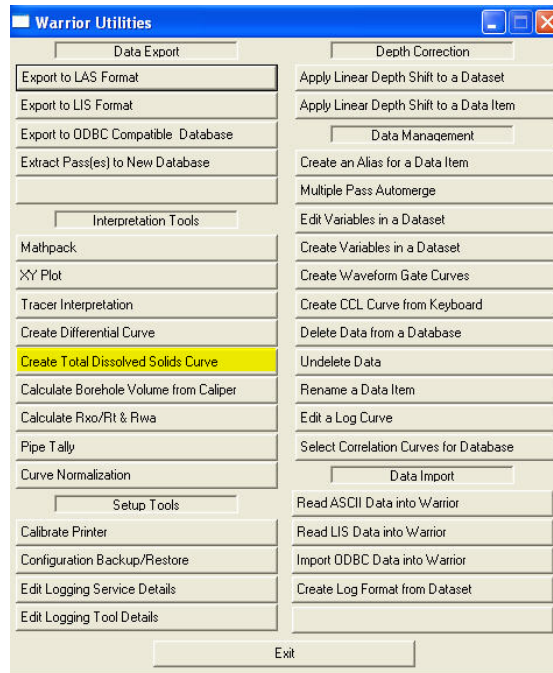 Warrior Utilities
Data Export
Export to LAS Format
Export to LIS Format
Export to ODBC Compatible Database
Extract Pass(es) to New Database
Interpretation Tools
Mathpack
XY Plot
Tracer Interpretation
Create Differential Curve
Create Total Dissolved Solids Curve
Calculate Borehole Volume from Caliper
Calculate Rxo/Rt & Rwa
Pipe Tally
Curve Normalization
Setup Tools
Calibrate Printer
Configuration Backup/Restore
Edit Logging Service Details
Edit Logging Tool Details
Depth Correction
Apply Linear Depth Shift to a Dataset
Apply Linear Depth Shift to a Data Item
Data Management
Create an Alias for a Data Item
Multiple Pass Automerge
Edit Variables in a Dataset
Create Variables in a Dataset
Create Waveform Gate Curves
Create CCL Curve from Keyboard
Delete Data from a Database
Undelete Data
Rename a Data Item
Edit a Log Curve
Select Correlation Curves for Database
Data Import
Read ASCII Data into Warrior
Read LIS Data into Warrior
Import ODBC Data into Warrior
Create Log Format from Dataset
Exit